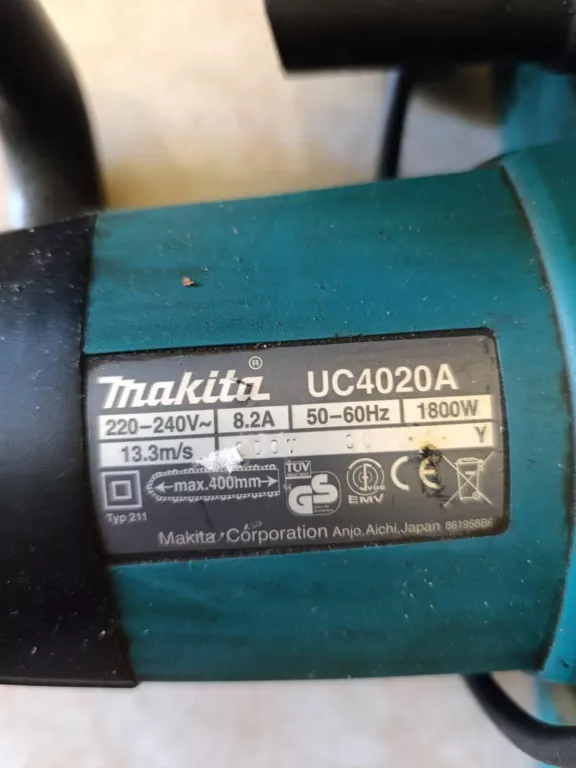 makita® UC4020A
220-240V~ 8.2A 50-60Hz 1800W
13.3m/s Y
max.400mm TÜV GS VDE EMV CE
Typ 211
Makita Corporation Anjo, Aichi, Japan